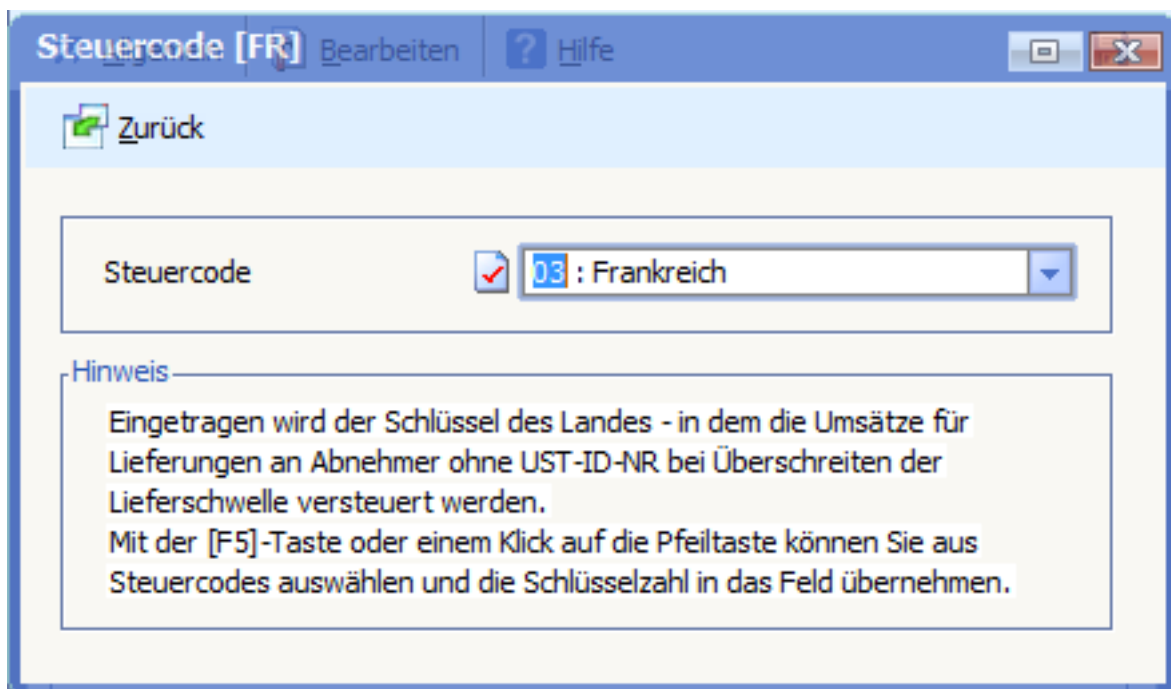 Steuercode [FR] Bearbeiten ? Hilfe
Zurück
Steuercode 03 : Frankreich
Hinweis
Eingetragen wird der Schlüssel des Landes - in dem die Umsätze für
Lieferungen an Abnehmer ohne UST-ID-NR bei Überschreiten der
Lieferschwelle versteuert werden.
Mit der [F5]-Taste oder einem Klick auf die Pfeiltaste können Sie aus
Steuercodes auswählen und die Schlüsselzahl in das Feld übernehmen.